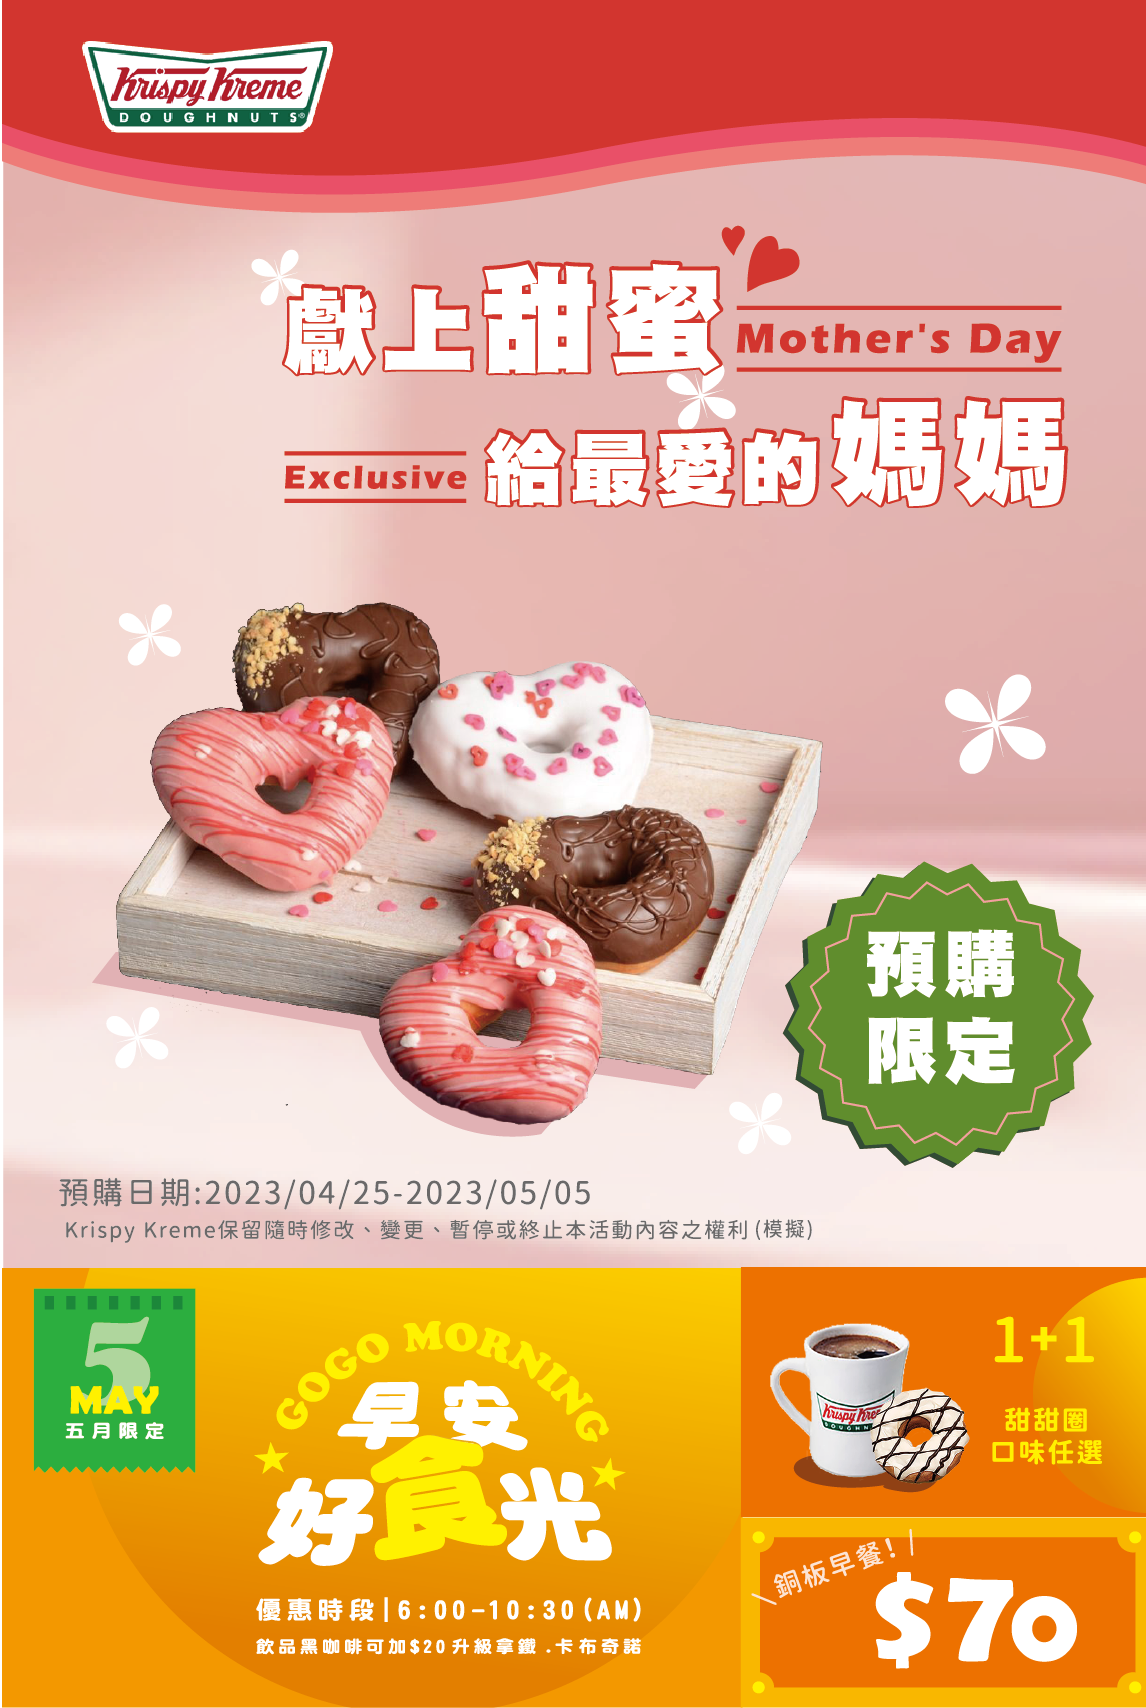 Krispy Kreme
DOUGHNUTS®
獻上甜蜜 Mother's Day
Exclusive 給最愛的媽媽
預購
限定
預購日期:2023/04/25-2023/05/05
Krispy Kreme保留隨時修改、變更、暫停或終止本活動內容之權利(模擬)
5
MAY
五月限定
GOGO MORNING
早安
好食光
優惠時段|6:00-10:30(AM)
飲品黑咖啡可加$20升級拿鐵.卡布奇諾
1+1
甜甜圈
口味任選
Krispy Kre
DOUGHN
\銅板早餐!/
$70